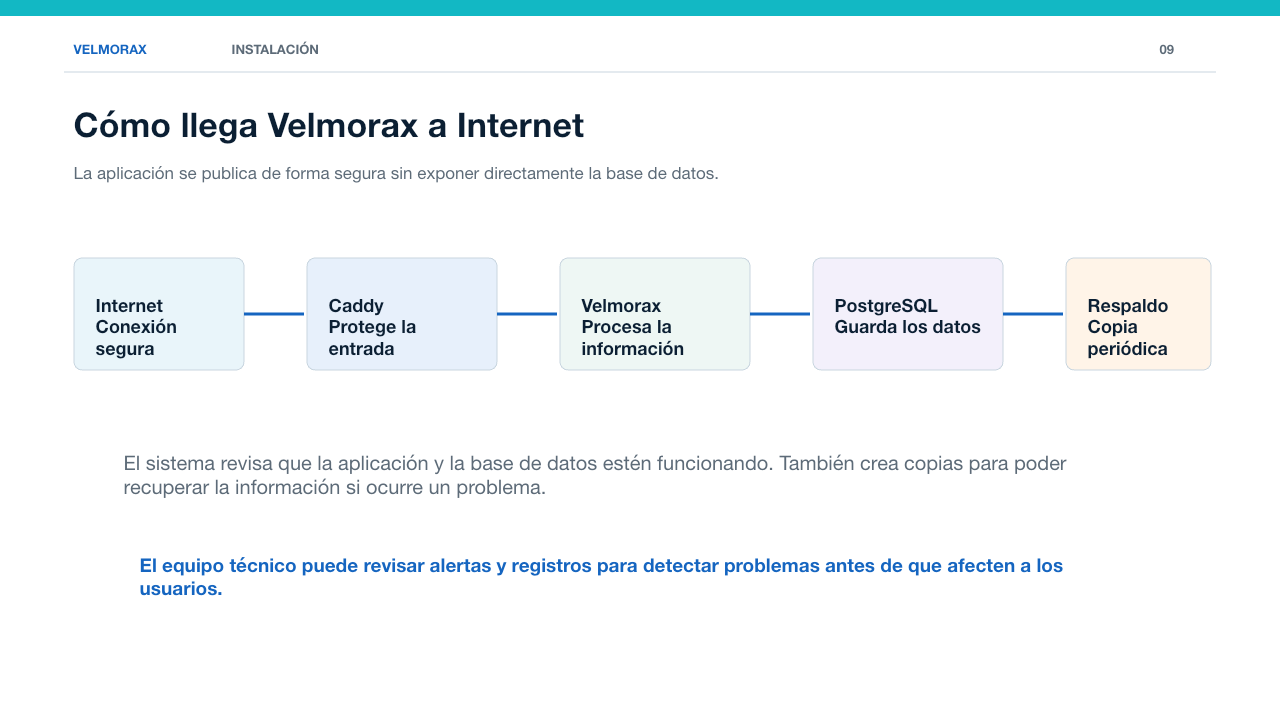 VELMORAX
INSTALACIÓN
09
Cómo llega Velmorax a Internet
La aplicación se publica de forma segura sin exponer directamente la base de datos.
Internet
Conexión
segura
Caddy
Protege la
entrada
Velmorax
Procesa la
información
PostgreSQL
Guarda los datos
Respaldo
Copia
periódica
El sistema revisa que la aplicación y la base de datos estén funcionando. También crea copias para poder
recuperar la información si ocurre un problema.
El equipo técnico puede revisar alertas y registros para detectar problemas antes de que afecten a los
usuarios.